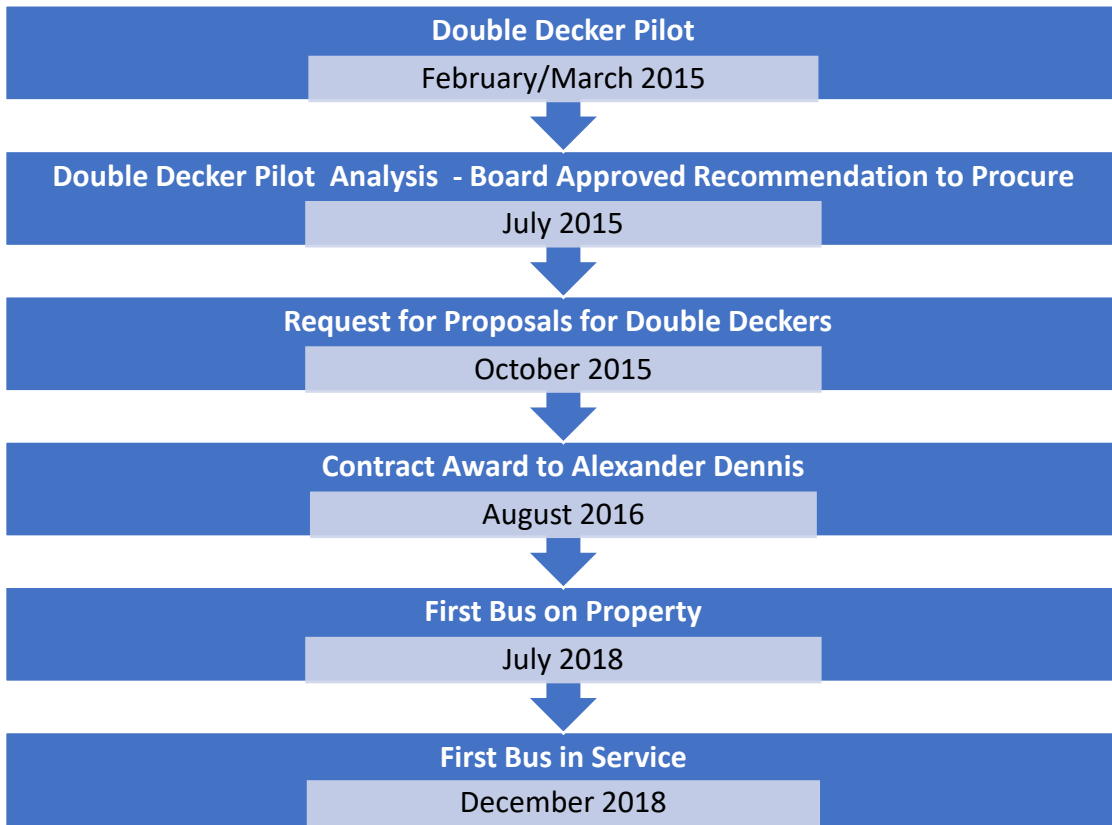 Double Decker Pilot
February/March 2015
Double Decker Pilot Analysis - Board Approved Recommendation to Procure
July 2015
Request for Proposals for Double Deckers
October 2015
Contract Award to Alexander Dennis
August 2016
First Bus on Property
July 2018
First Bus in Service
December 2018